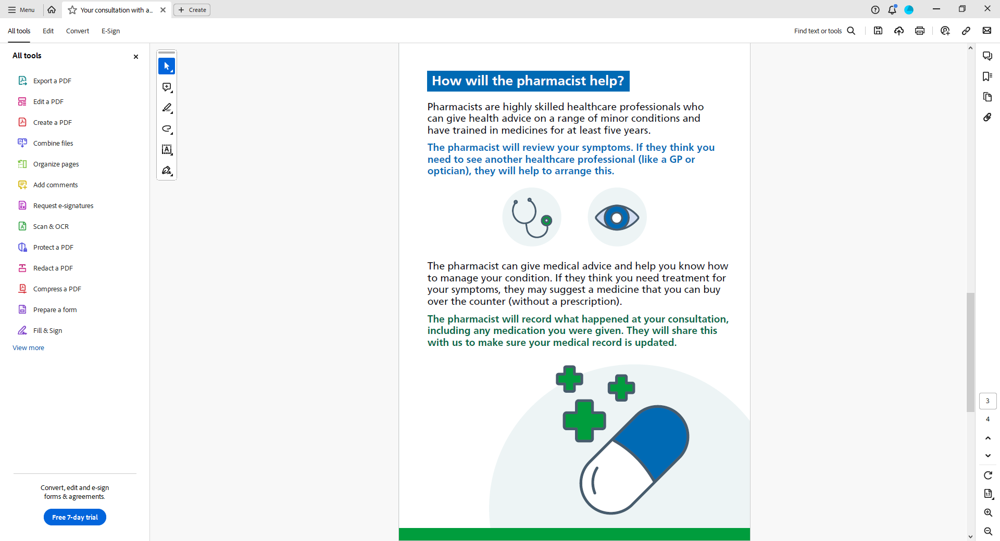 Menu
Your consultation with a...
Create
All tools
Edit
Convert
E-Sign
Find text or tools
All tools
Export a PDF
Edit a PDF
Create a PDF
Combine files
Organize pages
Add comments
Request e-signatures
Scan & OCR
Protect a PDF
Redact a PDF
Compress a PDF
Prepare a form
Fill & Sign
View more
Convert, edit and e-sign
forms & agreements.
Free 7-day trial
How will the pharmacist help?
Pharmacists are highly skilled healthcare professionals who
can give health advice on a range of minor conditions and
have trained in medicines for at least five years.
The pharmacist will review your symptoms. If they think you
need to see another healthcare professional (like a GP or
optician), they will help to arrange this.
The pharmacist can give medical advice and help you know how
to manage your condition. If they think you need treatment for
your symptoms, they may suggest a medicine that you can buy
over the counter (without a prescription).
The pharmacist will record what happened at your consultation,
including any medication you were given. They will share this
with us to make sure your medical record is updated.
3
4
1:1